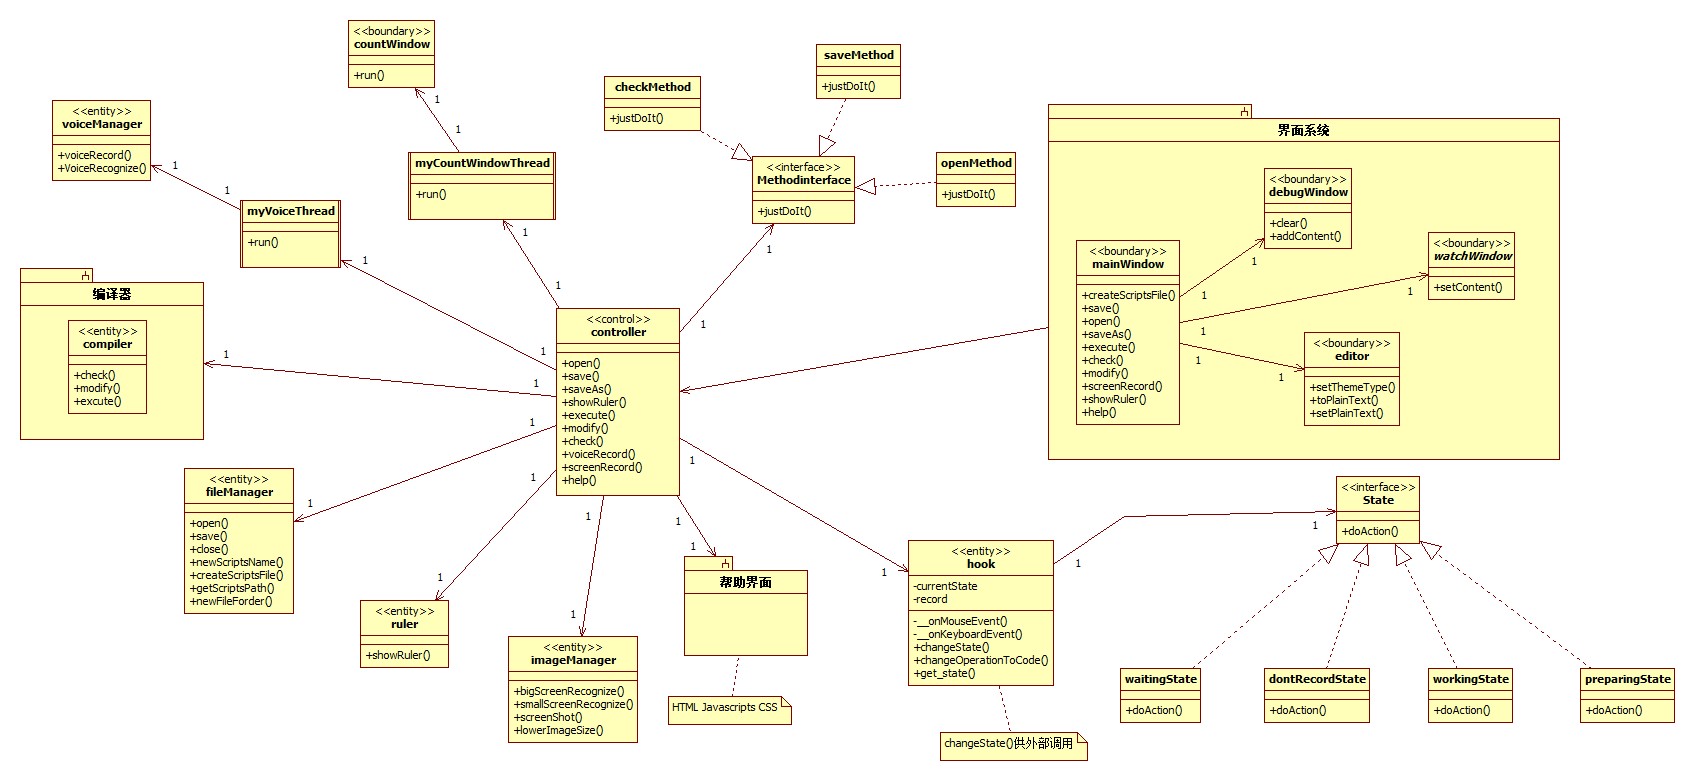 <<boundary>>
countWindow
+run()
1
1
<<entity>>
voiceManager
+voiceRecord()
+VoiceRecognize()
1
1
myCountWindowThread
+run()
1
1
myVoiceThread
+run()
1
1
checkMethod
+justDoIt()
saveMethod
+justDoIt()
<<interface>>
Methodinterface
+justDoIt()
openMethod
+justDoIt()
1
1
编译器
<<entity>>
compiler
+check()
+modify()
+excute()
1
1
<<control>>
controller
+open()
+save()
+saveAs()
+showRuler()
+execute()
+modify()
+check()
+voiceRecord()
+screenRecord()
+help()
界面系统
<<boundary>>
debugWindow
+clear()
+addContent()
<<boundary>>
watchWindow
+setContent()
<<boundary>>
mainWindow
+createScriptsFile()
+save()
+open()
+saveAs()
+execute()
+check()
+modify()
+screenRecord()
+showRuler()
+help()
1
1
1
1
1
1
<<boundary>>
editor
+setThemeType()
+toPlainText()
+setPlainText()
<<entity>>
fileManager
+open()
+save()
+close()
+newScriptsName()
+createScriptsFile()
+getScriptsPath()
+newFileForder()
1
1
<<entity>>
ruler
+showRuler()
1
1
<<entity>>
imageManager
+bigScreenRecognize()
+smallScreenRecognize()
+screenShot()
+lowerImageSize()
1
1
帮助界面
1
1
HTML Javascripts CSS
<<entity>>
hook
-currentState
-record
-__onMouseEvent()
-__onKeyboardEvent()
+changeState()
+changeOperationToCode()
+get_state()
1
1
changeState()供外部调用
<<interface>>
State
+doAction()
1
1
waitingState
+doAction()
dontRecordState
+doAction()
workingState
+doAction()
preparingState
+doAction()